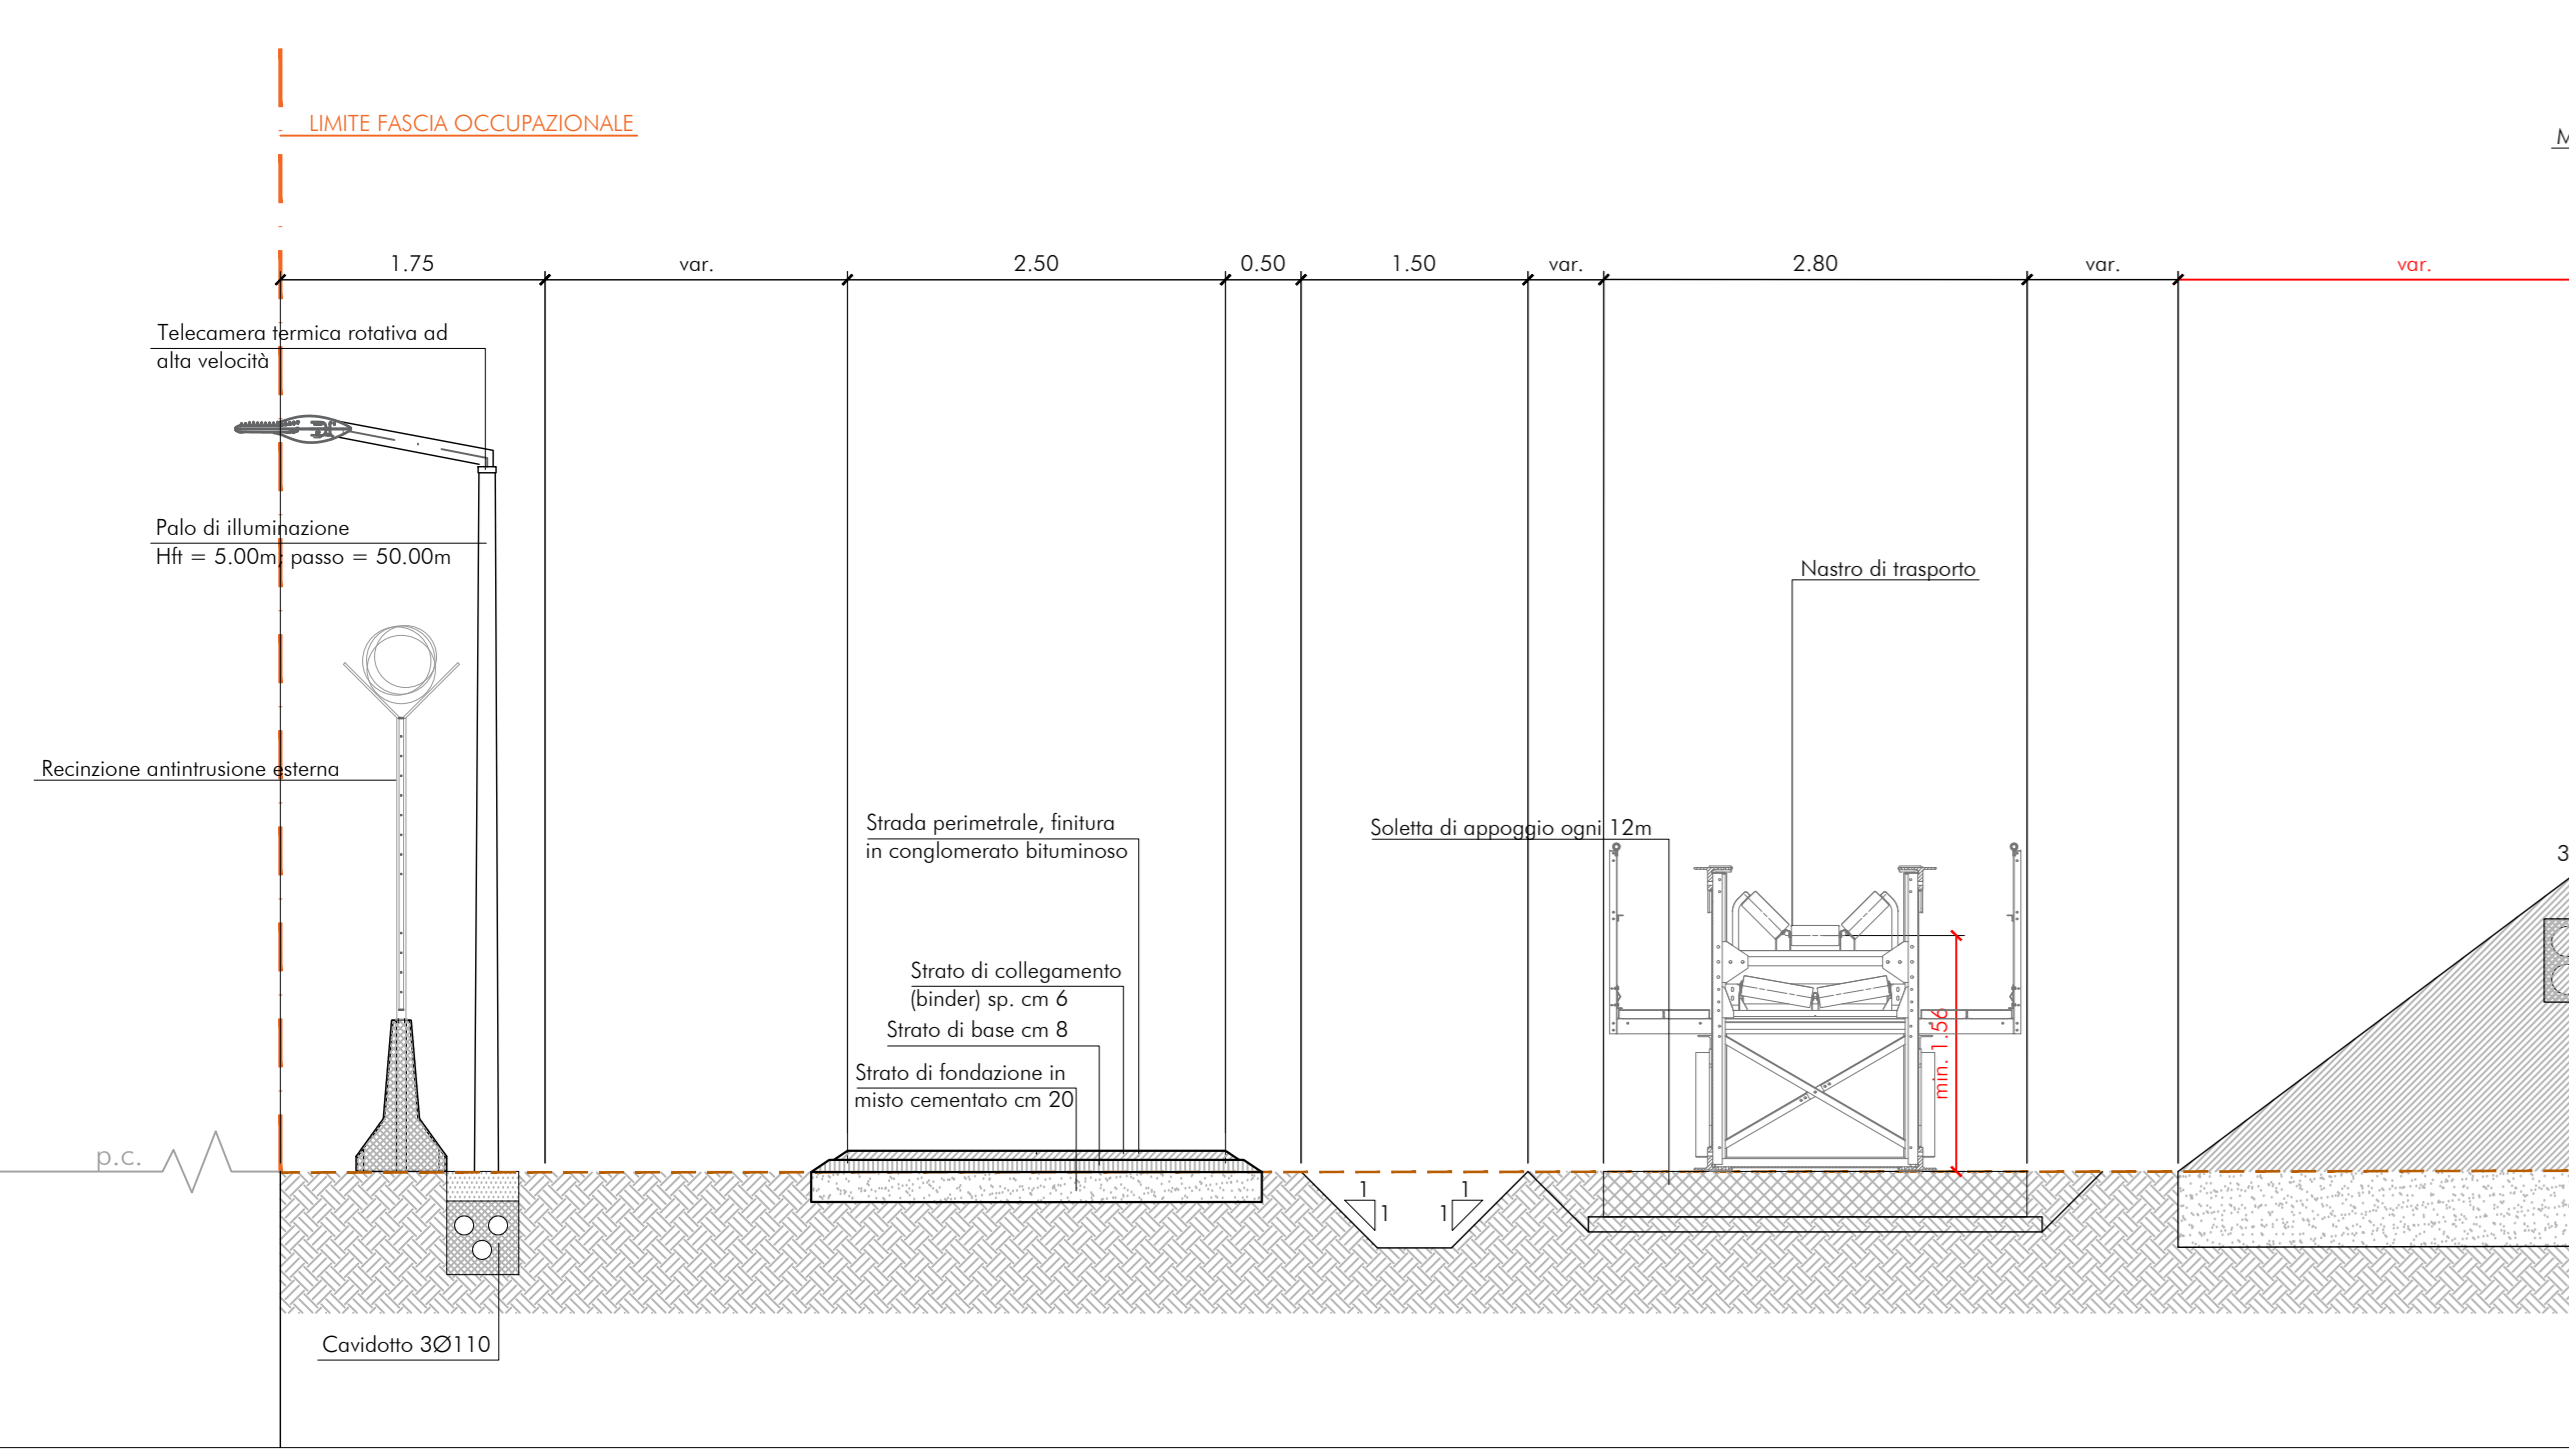 LIMITE FASCIA OCCUPAZIONALE
M
1.75
var.
2.50
0.50
1.50
var.
2.80
var.
var.
Telecamera termica rotativa ad
alta velocità
Palo di illuminazione
Hft = 5.00m; passo = 50.00m
Nastro di trasporto
Recinzione antintrusione esterna
Strada perimetrale, finitura
in conglomerato bituminoso
Soletta di appoggio ogni 12m
3
Strato di collegamento
(binder) sp. cm 6
Strato di base cm 8
Strato di fondazione in
misto cementato cm 20
min. 1.56
p.c.
1
1
1
1
Cavidotto 3Ø110